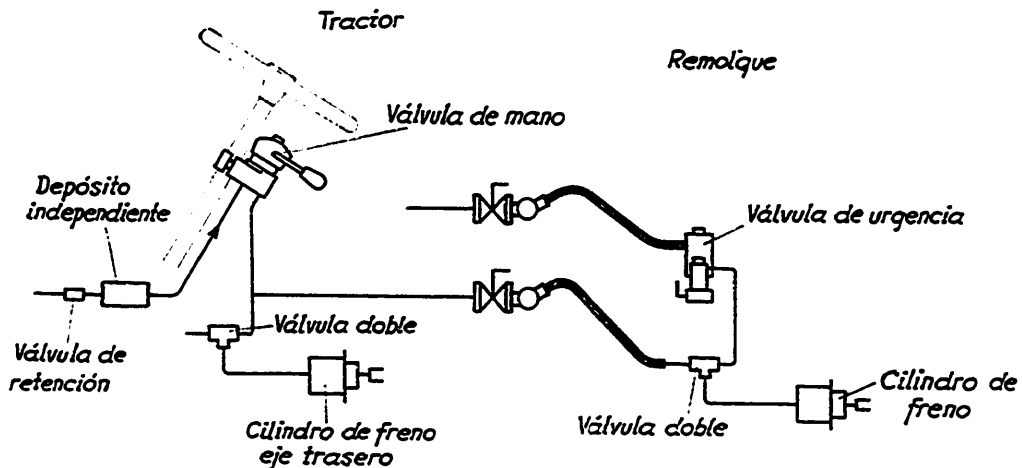 Tractor
Remolque
Válvula de mano
Depósito
independiente
Válvula de urgencia
Válvula doble
Válvula de
retención
Cilindro de freno
eje trasero
Válvula doble
Cilindro de
freno